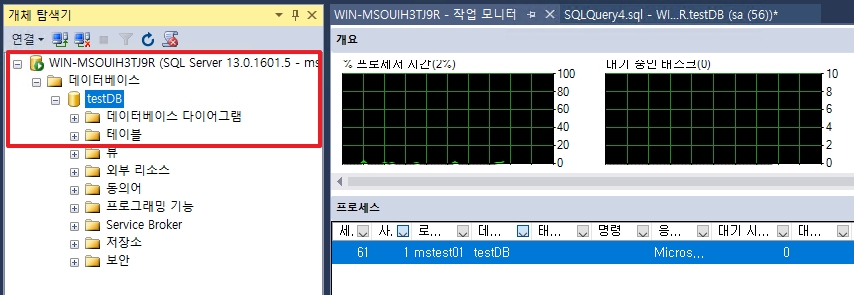 개체 탐색기
연결
WIN-MSOUIH3TJ9R (SQL Server 13.0.1601.5 - ms
데이터베이스
testDB
데이터베이스 다이어그램
테이블
뷰
외부 리소스
동의어
프로그래밍 기능
Service Broker
저장소
보안
WIN-MSOUIH3TJ9R - 작업 모니터
SQLQuery4.sql - WI...R.testDB (sa (56))*
개요
% 프로세서 시간(2%)
100
80
60
40
20
0
대기 중인 태스크(0)
10
8
6
4
2
0
프로세스
세. 사. 로... 데... 태... 명령 응... 대기 시... 대...
61 1 mstest01 testDB Micros... 0